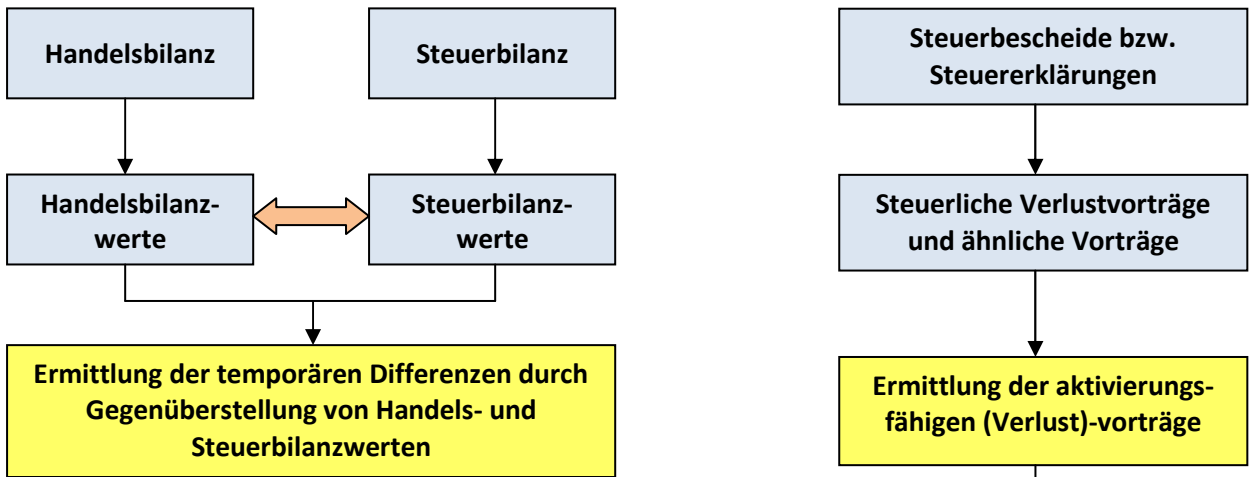 Handelsbilanz
Steuerbilanz
Steuerbescheide bzw.
Steuererklärungen
Handelsbilanz-
werte
Steuerbilanz-
werte
Steuerliche Verlustvorträge
und ähnliche Vorträge
Ermittlung der temporären Differenzen durch
Gegenüberstellung von Handels- und
Steuerbilanzwerten
Ermittlung der aktivierungs-
fähigen (Verlust)-vorträge